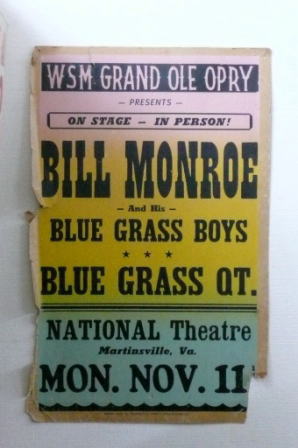 WSM GRAND OLE OPRY
— PRESENTS —
ON STAGE — IN PERSON!
BILL MONROE
— And His —
BLUE GRASS BOYS
★ ★ ★
BLUE GRASS QT.
NATIONAL Theatre
Martinsville, Va.
MON. NOV. 11